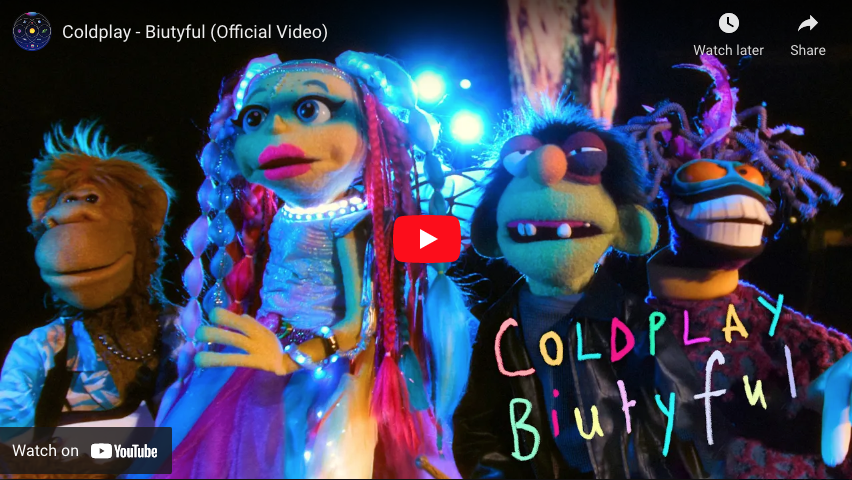 Coldplay - Biutyful (Official Video)
Watch later
Share
COLDPLAY
Biutyful
Watch on YouTube